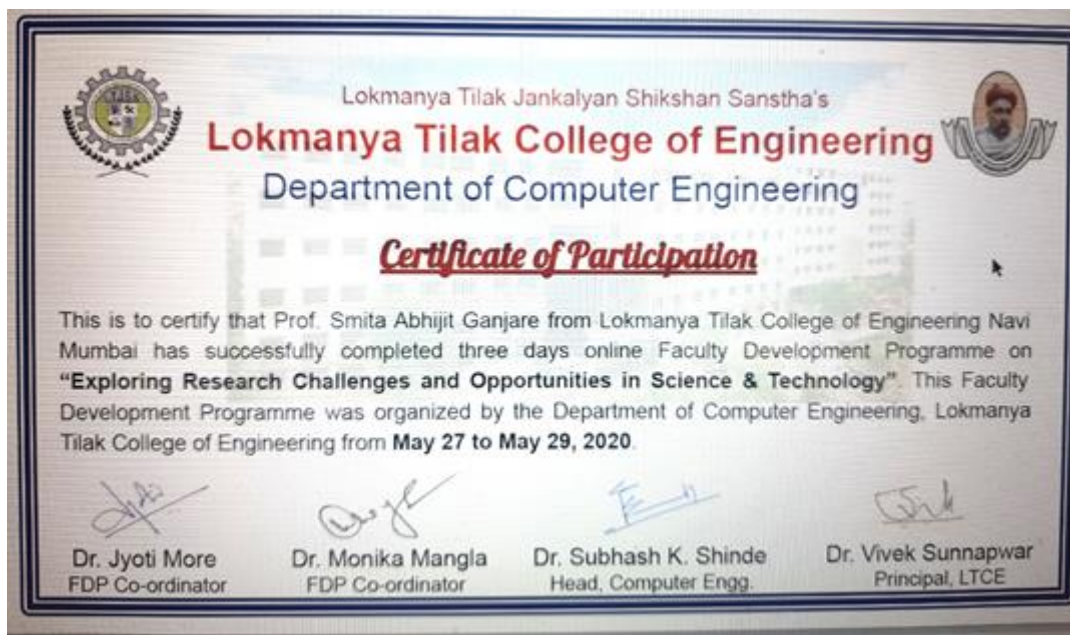 Lokmanya Tilak Jankalyan Shikshan Sanstha's
Lokmanya Tilak College of Engineering
Department of Computer Engineering
Certificate of Participation
This is to certify that Prof. Smita Abhijit Ganjare from Lokmanya Tilak College of Engineering Navi
Mumbai has successfully completed three days online Faculty Development Programme on
“Exploring Research Challenges and Opportunities in Science & Technology”. This Faculty
Development Programme was organized by the Department of Computer Engineering, Lokmanya
Tilak College of Engineering from May 27 to May 29, 2020.
Dr. Jyoti More
FDP Co-ordinator
Dr. Monika Mangla
FDP Co-ordinator
Dr. Subhash K. Shinde
Head, Computer Engg.
Dr. Vivek Sunnapwar
Principal, LTCE